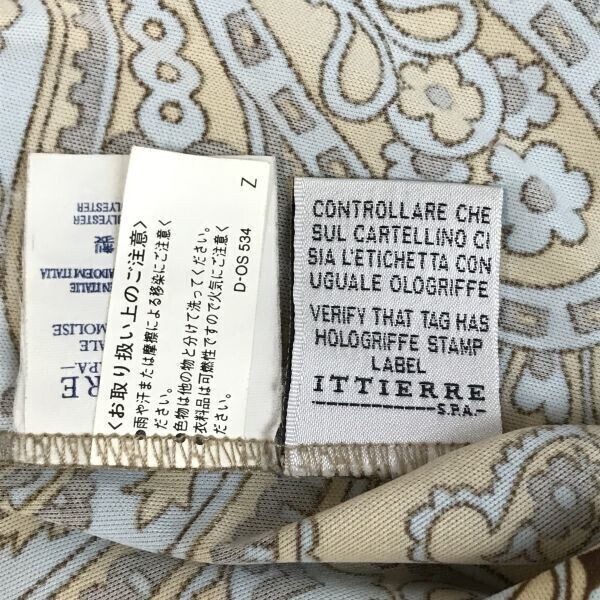 CONTROLLARE CHE
SUL CARTELLINO CI
SIA L'ETICHETTA CON
UGUALE OLOGRIFFE
VERIFY THAT TAG HAS
HOLOGRIFFE STAMP
LABEL
ITTIERRE
S.P.A.
〈お取り扱い上のご注意〉
●雨や汗または摩擦による移染にご注意く
ださい。
●色物は他の物と分けて洗ってください。
衣料品は可燃性ですので火気にご注意く
ださい。
D-OS 534
Z
MOLISE